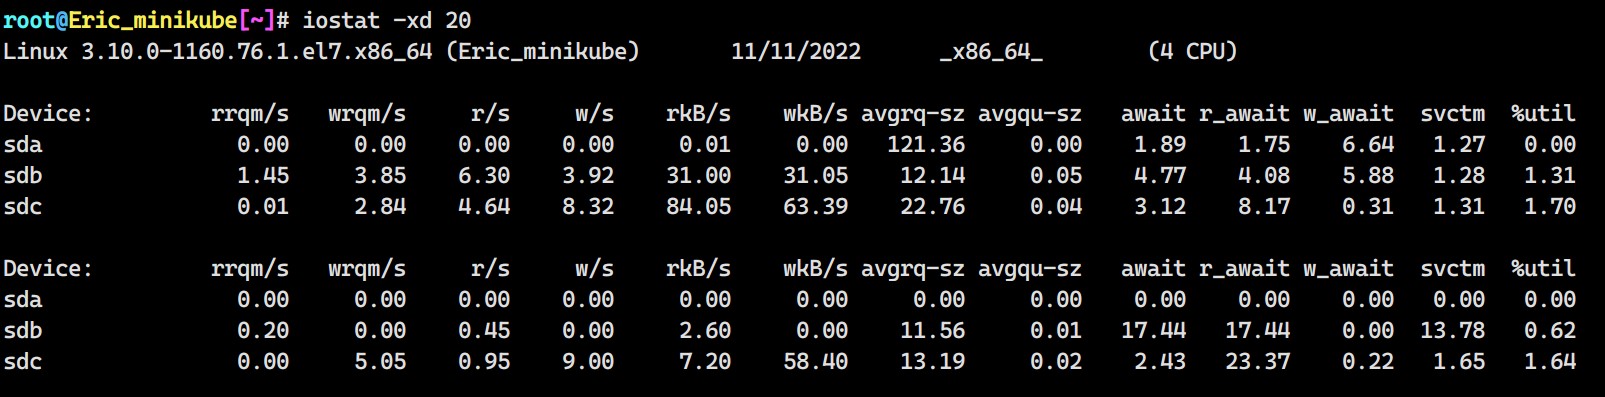 root@Eric_minikube[~]# iostat -xd 20
Linux 3.10.0-1160.76.1.el7.x86_64 (Eric_minikube) 11/11/2022 _x86_64_ (4 CPU)
Device: rrqm/s wrqm/s r/s w/s rkB/s wkB/s avgrq-sz avgqu-sz await r_await w_await svctm %util
sda 0.00 0.00 0.00 0.00 0.01 0.00 121.36 0.00 1.89 1.75 6.64 1.27 0.00
sdb 1.45 3.85 6.30 3.92 31.00 31.05 12.14 0.05 4.77 4.08 5.88 1.28 1.31
sdc 0.01 2.84 4.64 8.32 84.05 63.39 22.76 0.04 3.12 8.17 0.31 1.31 1.70
Device: rrqm/s wrqm/s r/s w/s rkB/s wkB/s avgrq-sz avgqu-sz await r_await w_await svctm %util
sda 0.00 0.00 0.00 0.00 0.00 0.00 0.00 0.00 0.00 0.00 0.00 0.00 0.00
sdb 0.20 0.00 0.45 0.00 2.60 0.00 11.56 0.01 17.44 17.44 0.00 13.78 0.62
sdc 0.00 5.05 0.95 9.00 7.20 58.40 13.19 0.02 2.43 23.37 0.22 1.65 1.64